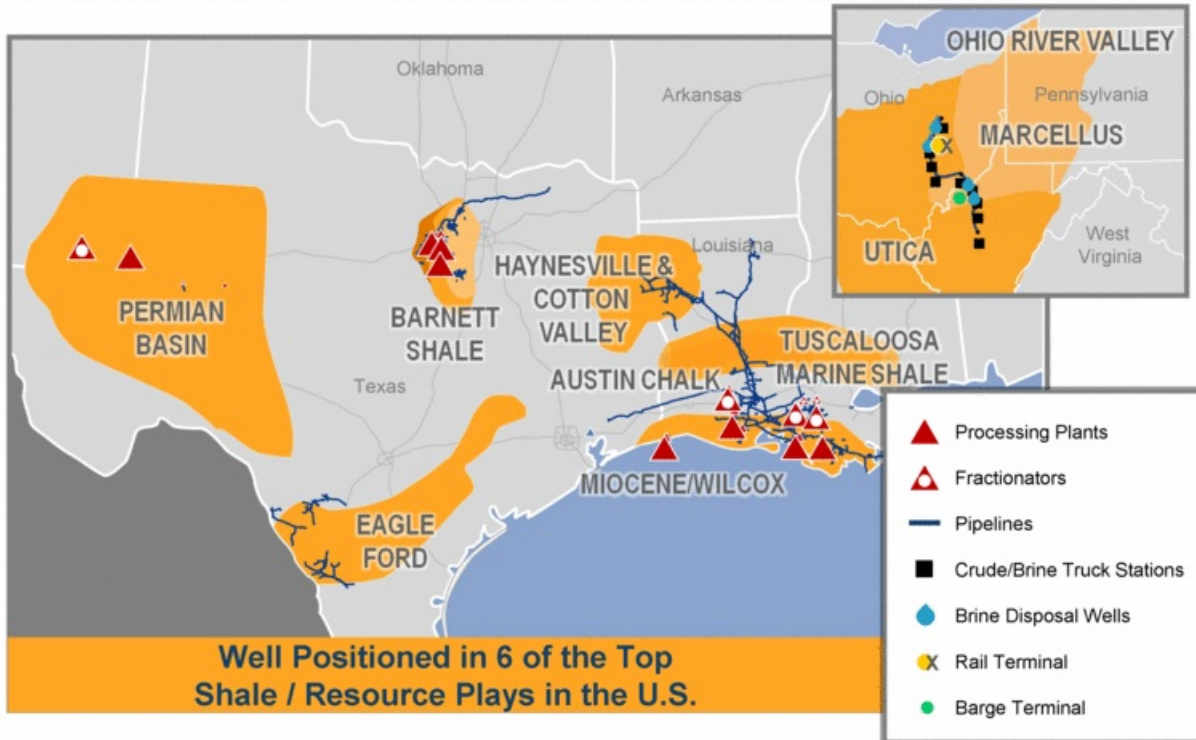 OHIO RIVER VALLEY
Ohio
Pennsylvania
MARCELLUS
UTICA
West
Virginia
Oklahoma
Arkansas
PERMIAN
BASIN
BARNETT
SHALE
HAYNESVILLE &
COTTON
VALLEY
Louisiana
TUSCALOOSA
MARINE SHALE
Texas
AUSTIN CHALK
MIOCENE/WILCOX
EAGLE
FORD
Processing Plants
Fractionators
Pipelines
Crude/Brine Truck Stations
Brine Disposal Wells
X Rail Terminal
Barge Terminal
Well Positioned in 6 of the Top
Shale / Resource Plays in the U.S.